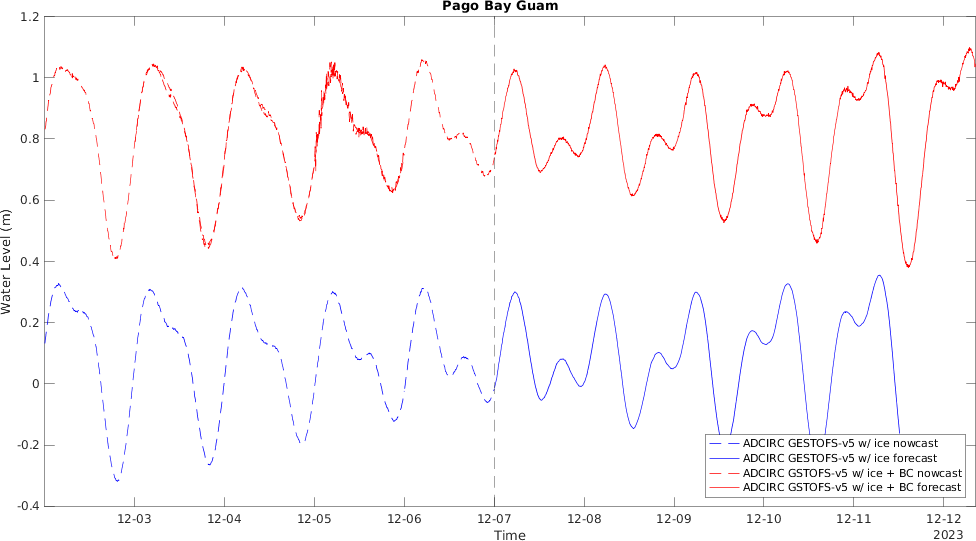 Pago Bay Guam
1.2
1
0.8
0.6
0.4
0.2
0
-0.2
-0.4
Water Level (m)
ADCIRC GESTOFS-v5 w/ ice nowcast
ADCIRC GESTOFS-v5 w/ ice forecast
ADCIRC GSTOFS-v5 w/ ice + BC nowcast
ADCIRC GSTOFS-v5 w/ ice + BC forecast
12-03 12-04 12-05 12-06 12-07 12-08 12-09 12-10 12-11 12-12
Time 2023